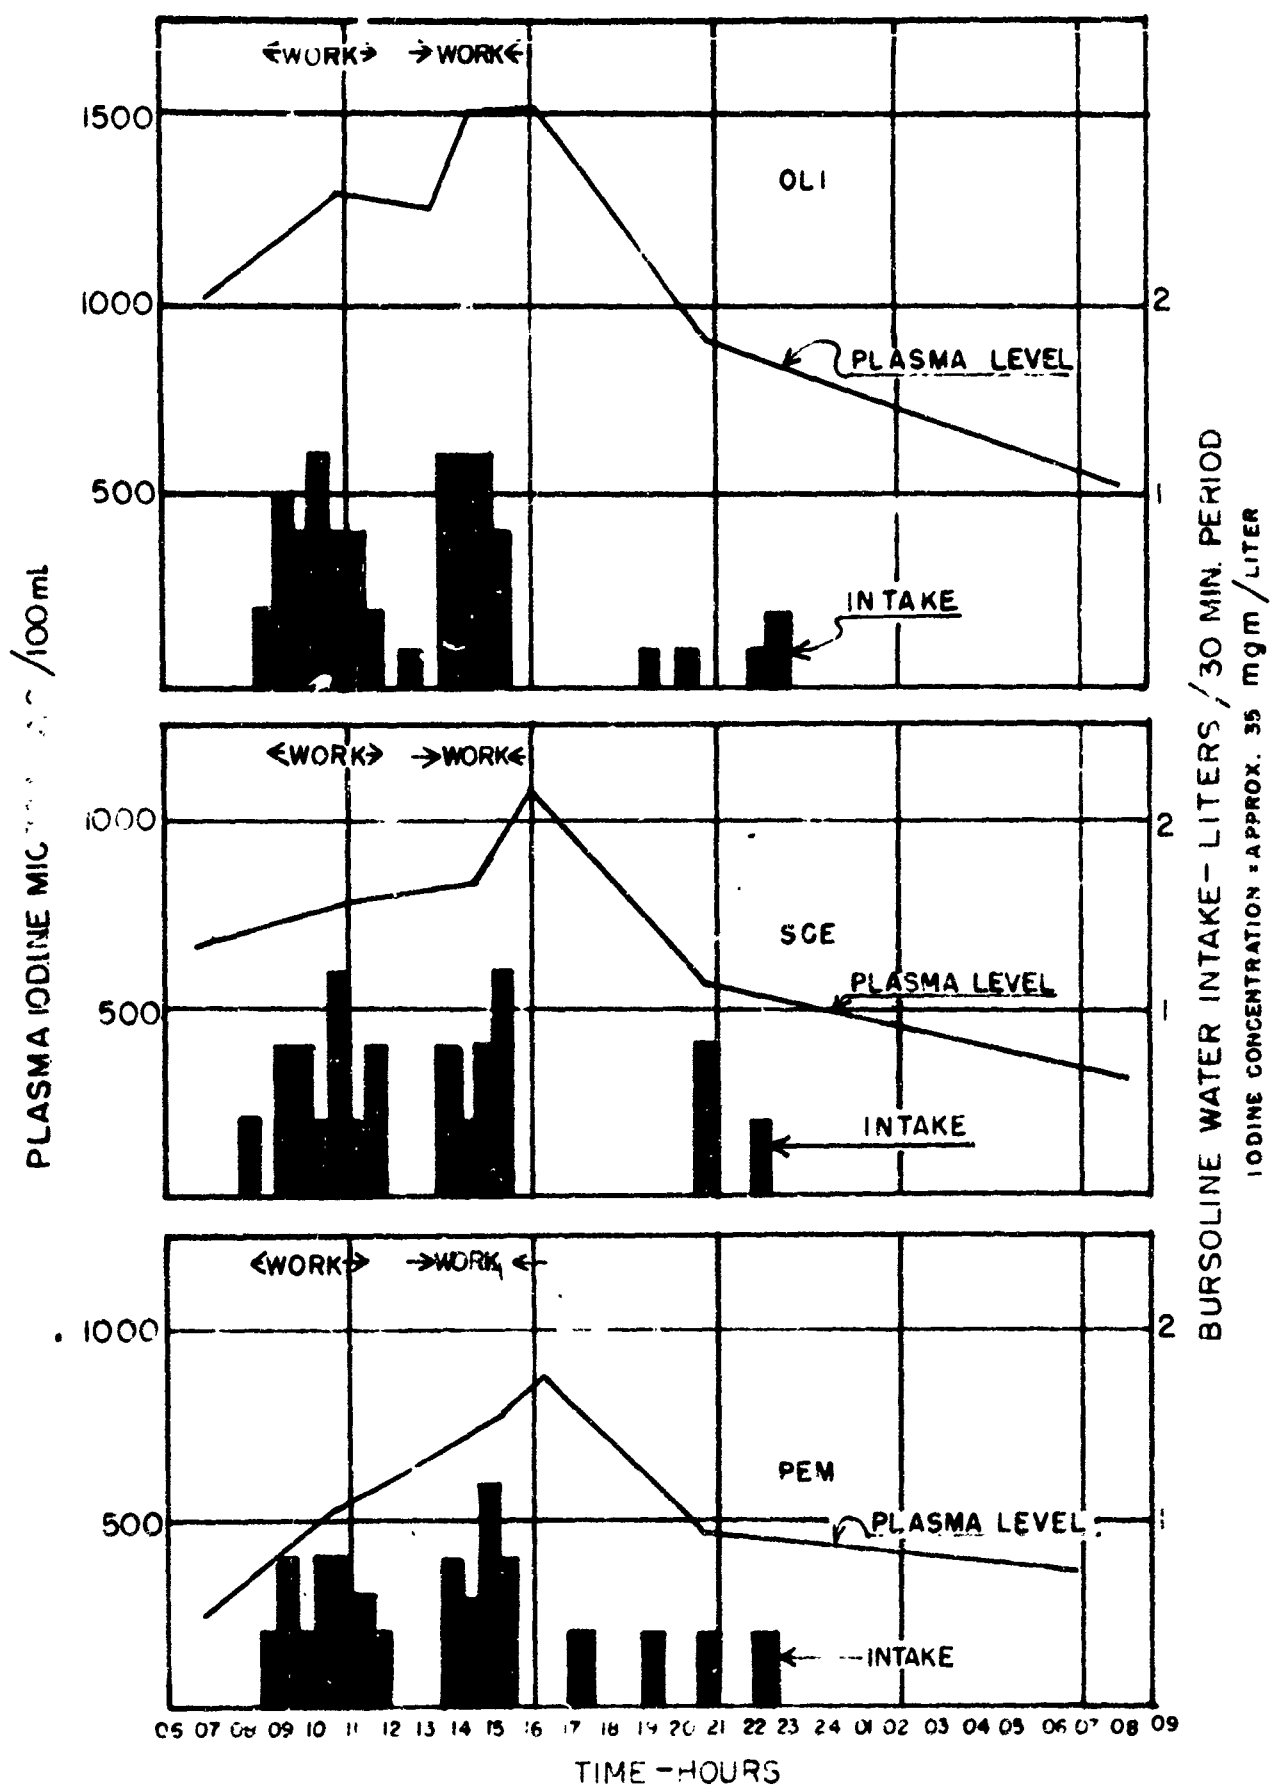 ←WORK→ →WORK←
1500
OLI
1000 2
PLASMA LEVEL
500 1
INTAKE
←WORK→ →WORK←
1000 2
SCE
PLASMA LEVEL
500 1
INTAKE
←WORK→ →WORK←
1000 2
PEM
500 PLASMA LEVEL 1
INTAKE
07 08 09 10 11 12 13 14 15 16 17 18 19 20 21 22 23 24 01 02 03 04 05 06 07 08 09
TIME-HOURS
PLASMA IODINE /100ml
BURSOLINE WATER INTAKE-LITERS/30 MIN. PERIOD
IODINE CONCENTRATION = APPROX. 35 mgm/LITER